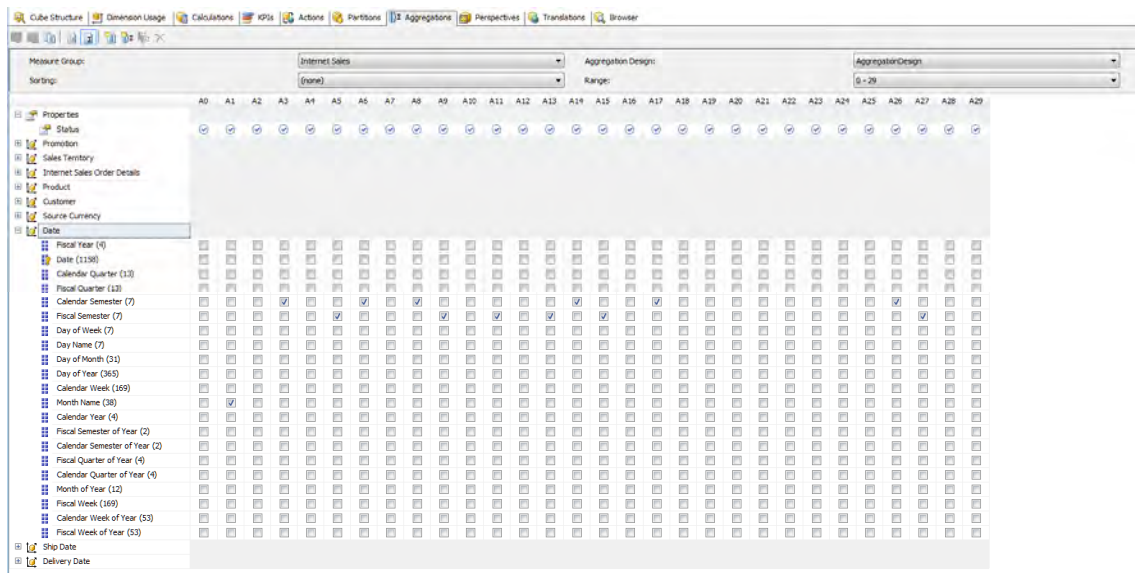 Cube Structure Dimension Usage Calculations KPIs Actions Partitions Aggregations Perspectives Translations Browser
Measure Group: Internet Sales Aggregation Design: AggregationDesign
Sorting: (none) Range: 0 - 29
A0 A1 A2 A3 A4 A5 A6 A7 A8 A9 A10 A11 A12 A13 A14 A15 A16 A17 A18 A19 A20 A21 A22 A23 A24 A25 A26 A27 A28 A29
Properties
Status
Promotion
Sales Territory
Internet Sales Order Details
Product
Customer
Source Currency
Date
Fiscal Year (4)
Date (1158)
Calendar Quarter (13)
Fiscal Quarter (13)
Calendar Semester (7)
Fiscal Semester (7)
Day of Week (7)
Day Name (7)
Day of Month (31)
Day of Year (365)
Calendar Week (169)
Month Name (38)
Calendar Year (4)
Fiscal Semester of Year (2)
Calendar Semester of Year (2)
Fiscal Quarter of Year (4)
Calendar Quarter of Year (4)
Month of Year (12)
Fiscal Week (169)
Calendar Week of Year (53)
Fiscal Week of Year (53)
Ship Date
Delivery Date